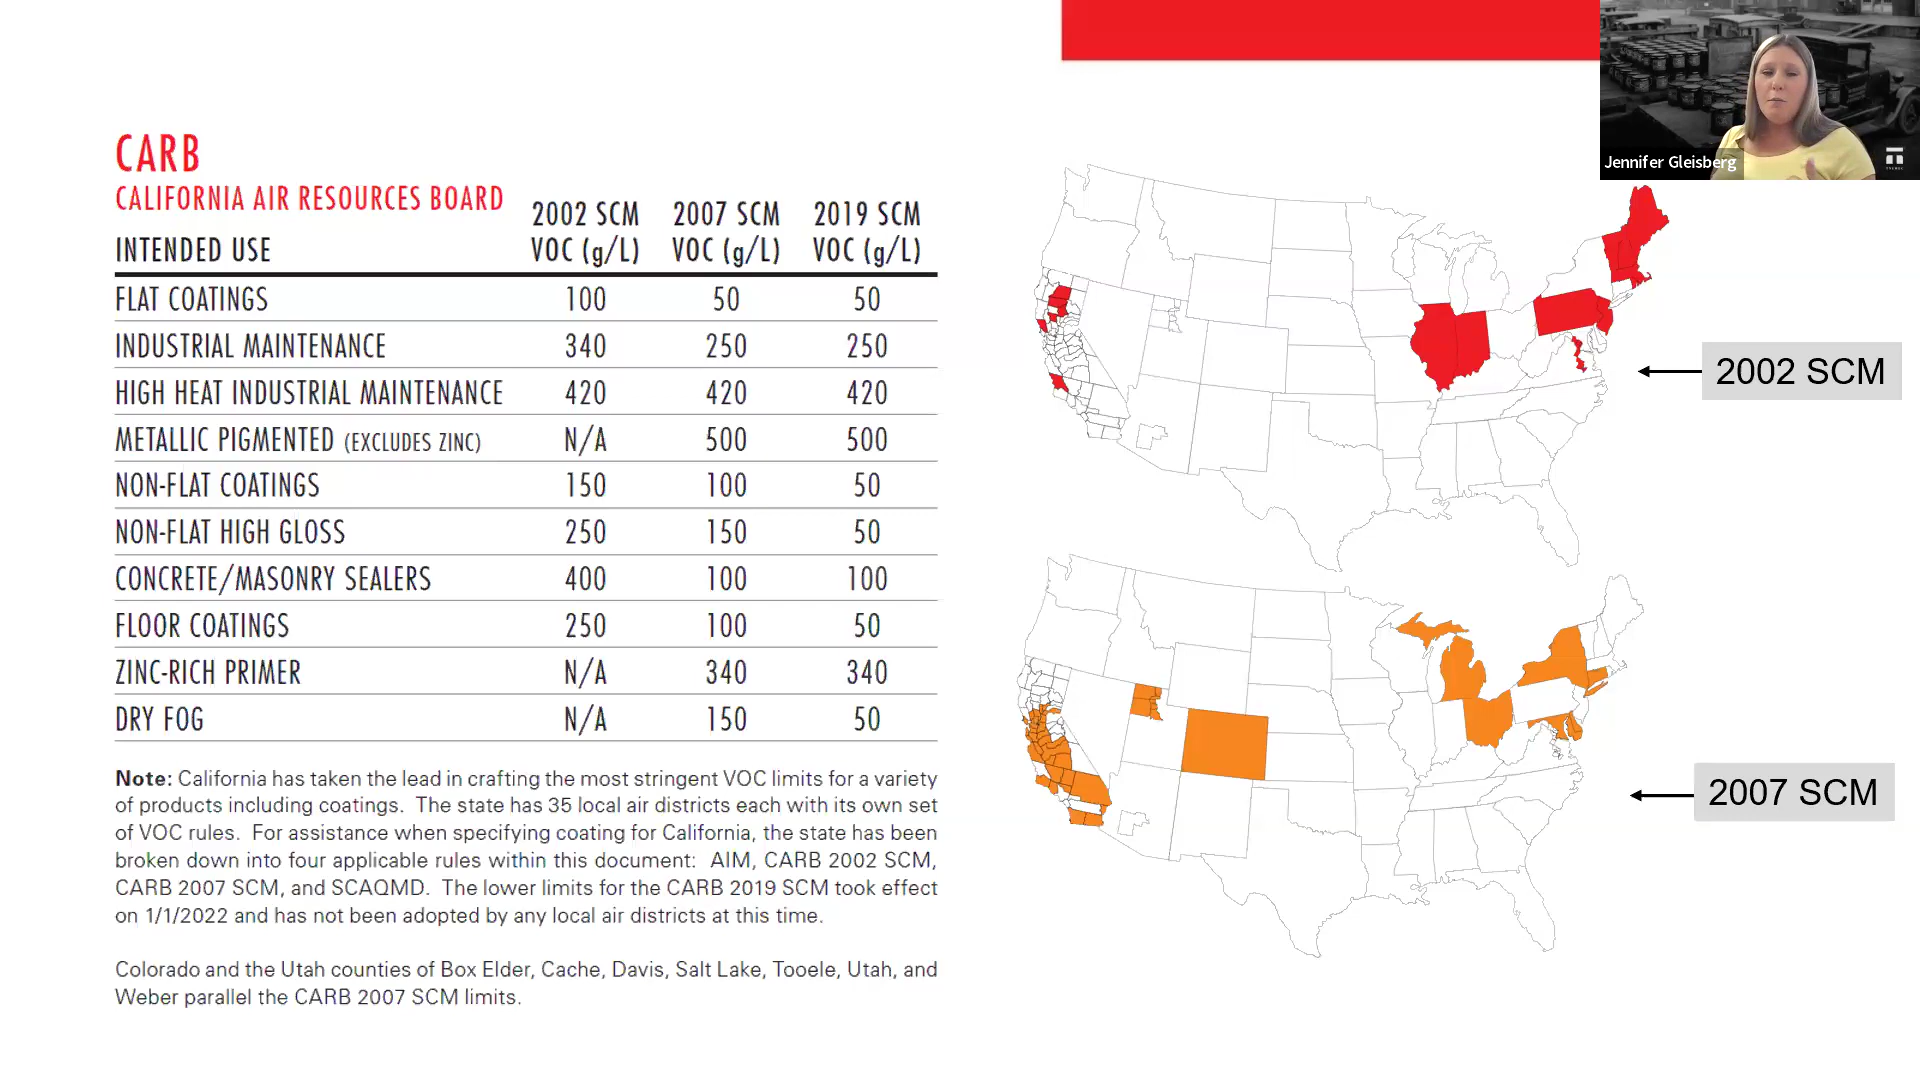 CARB
CALIFORNIA AIR RESOURCES BOARD
INTENDED USE 2002 SCM VOC (g/L) 2007 SCM VOC (g/L) 2019 SCM VOC (g/L)
FLAT COATINGS 100 50 50
INDUSTRIAL MAINTENANCE 340 250 250
HIGH HEAT INDUSTRIAL MAINTENANCE 420 420 420
METALLIC PIGMENTED (EXCLUDES ZINC) N/A 500 500
NON-FLAT COATINGS 150 100 50
NON-FLAT HIGH GLOSS 250 150 50
CONCRETE/MASONRY SEALERS 400 100 100
FLOOR COATINGS 250 100 50
ZINC-RICH PRIMER N/A 340 340
DRY FOG N/A 150 50
Note: California has taken the lead in crafting the most stringent VOC limits for a variety
of products including coatings. The state has 35 local air districts each with its own set
of VOC rules. For assistance when specifying coating for California, the state has been
broken down into four applicable rules within this document: AIM, CARB 2002 SCM,
CARB 2007 SCM, and SCAQMD. The lower limits for the CARB 2019 SCM took effect
on 1/1/2022 and has not been adopted by any local air districts at this time.
Colorado and the Utah counties of Box Elder, Cache, Davis, Salt Lake, Tooele, Utah, and
Weber parallel the CARB 2007 SCM limits.
Jennifer Gleisberg
2002 SCM
2007 SCM